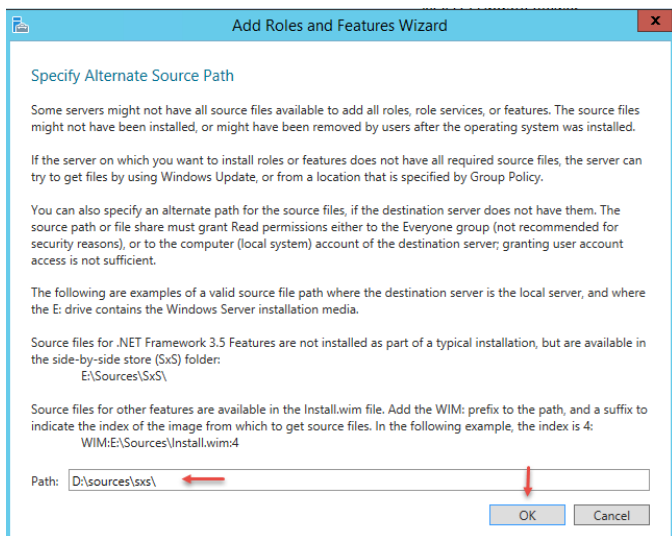 Add Roles and Features Wizard
x
Specify Alternate Source Path
Some servers might not have all source files available to add all roles, role services, or features. The source files
might not have been installed, or might have been removed by users after the operating system was installed.
If the server on which you want to install roles or features does not have all required source files, the server can
try to get files by using Windows Update, or from a location that is specified by Group Policy.
You can also specify an alternate path for the source files, if the destination server does not have them. The
source path or file share must grant Read permissions either to the Everyone group (not recommended for
security reasons), or to the computer (local system) account of the destination server; granting user account
access is not sufficient.
The following are examples of a valid source file path where the destination server is the local server, and where
the E: drive contains the Windows Server installation media.
Source files for .NET Framework 3.5 Features are not installed as part of a typical installation, but are available in
the side-by-side store (SxS) folder:
E:\Sources\SxS\
Source files for other features are available in the Install.wim file. Add the WIM: prefix to the path, and a suffix to
indicate the index of the image from which to get source files. In the following example, the index is 4:
WIM:E:\Sources\Install.wim:4
Path: D:\sources\sxs\
OK Cancel